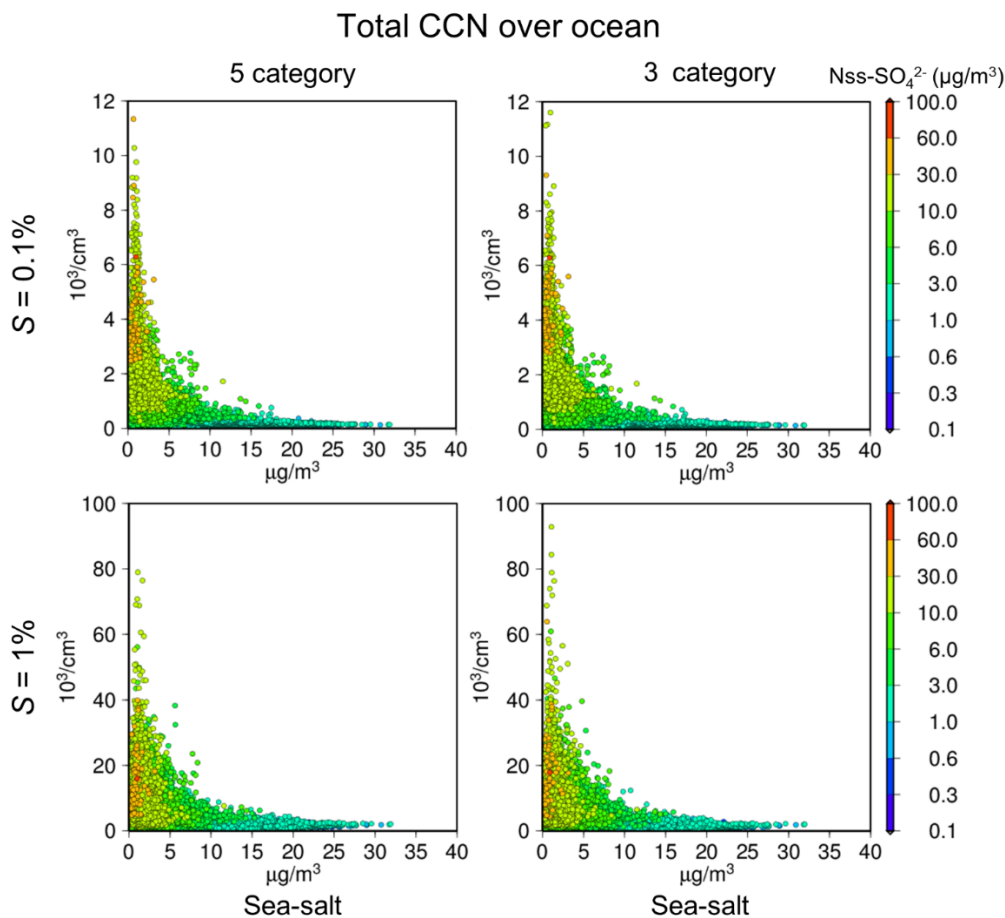 Total CCN over ocean
5 category
3 category
Nss-SO₄²⁻ (µg/m³)
S = 0.1%
10³/cm³
12
10
8
6
4
2
0
0 5 10 15 20 25 30 35 40
µg/m³
10³/cm³
12
10
8
6
4
2
0
0 5 10 15 20 25 30 35 40
µg/m³
100.0
60.0
30.0
10.0
6.0
3.0
1.0
0.6
0.3
0.1
S = 1%
10³/cm³
100
80
60
40
20
0
0 5 10 15 20 25 30 35 40
µg/m³
Sea-salt
10³/cm³
100
80
60
40
20
0
0 5 10 15 20 25 30 35 40
µg/m³
Sea-salt
100.0
60.0
30.0
10.0
6.0
3.0
1.0
0.6
0.3
0.1